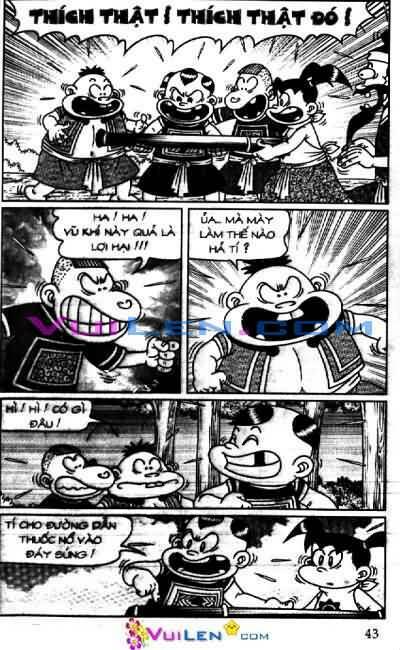 THÍCH THẬT! THÍCH THẬT ĐÓ!
HA! HA!
VŨ KHÍ NÀY QUẢ LÀ
LỢI HẠI!!!
ỦA.. MÀ MÀY
LÀM THẾ NÀO
HẢ TÍ?
VUILEN.COM
HÌ! HÌ! CÓ GÌ
ĐÂU!
TÍ CHO ĐƯỜNG DẪN
THUỐC NỔ VÀO
ĐÁY SÚNG!
43
VUILEN.COM